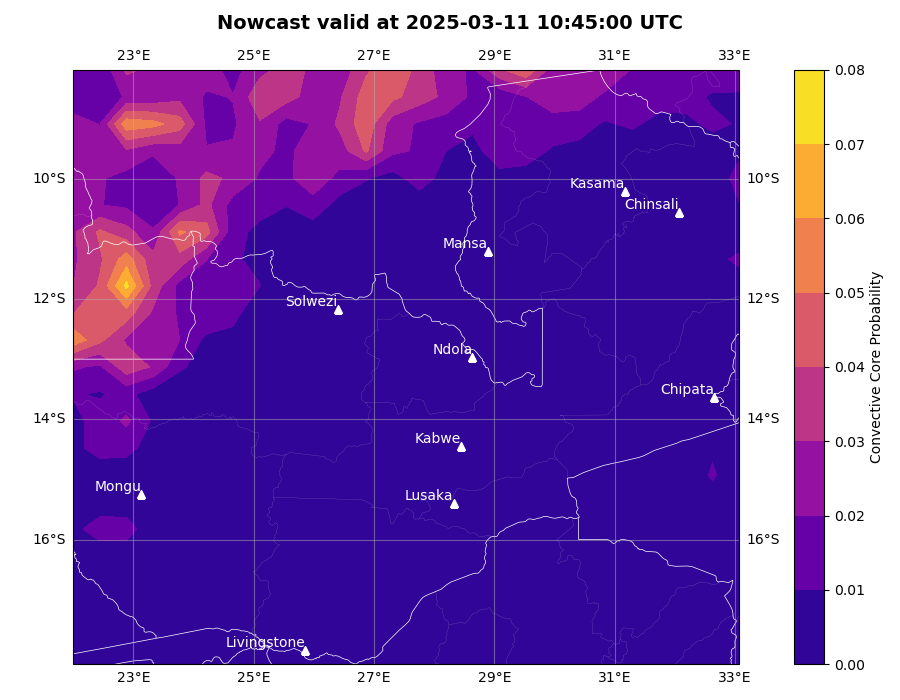 Nowcast valid at 2025-03-11 10:45:00 UTC
23°E 25°E 27°E 29°E 31°E 33°E
0.08
0.07
0.06
0.05
0.04
0.03
0.02
0.01
0.00
Convective Core Probability
10°S 10°S
12°S 12°S
14°S 14°S
16°S 16°S
Kasama
Chinsali
Mansa
Solwezi
Ndola
Chipata
Kabwe
Mongu
Lusaka
Livingstone
23°E 25°E 27°E 29°E 31°E 33°E